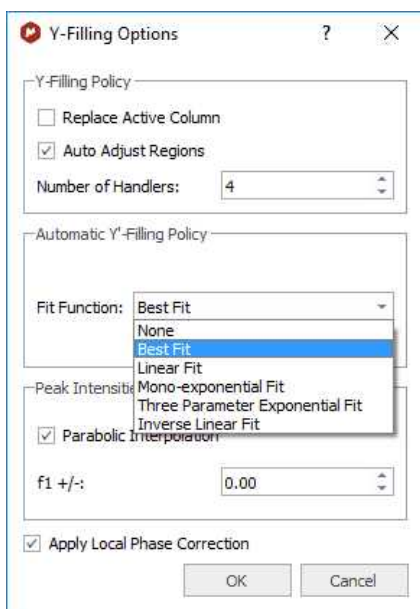 Y-Filling Options ?
Y-Filling Policy
Replace Active Column
Auto Adjust Regions
Number of Handlers: 4
Automatic Y'-Filling Policy
Fit Function: Best Fit
None
Best Fit
Linear Fit
Mono-exponential Fit
Three Parameter Exponential Fit
Inverse Linear Fit
Peak Intensitie
Parabolic Interpolation
f1 +/-: 0.00
Apply Local Phase Correction
OK Cancel